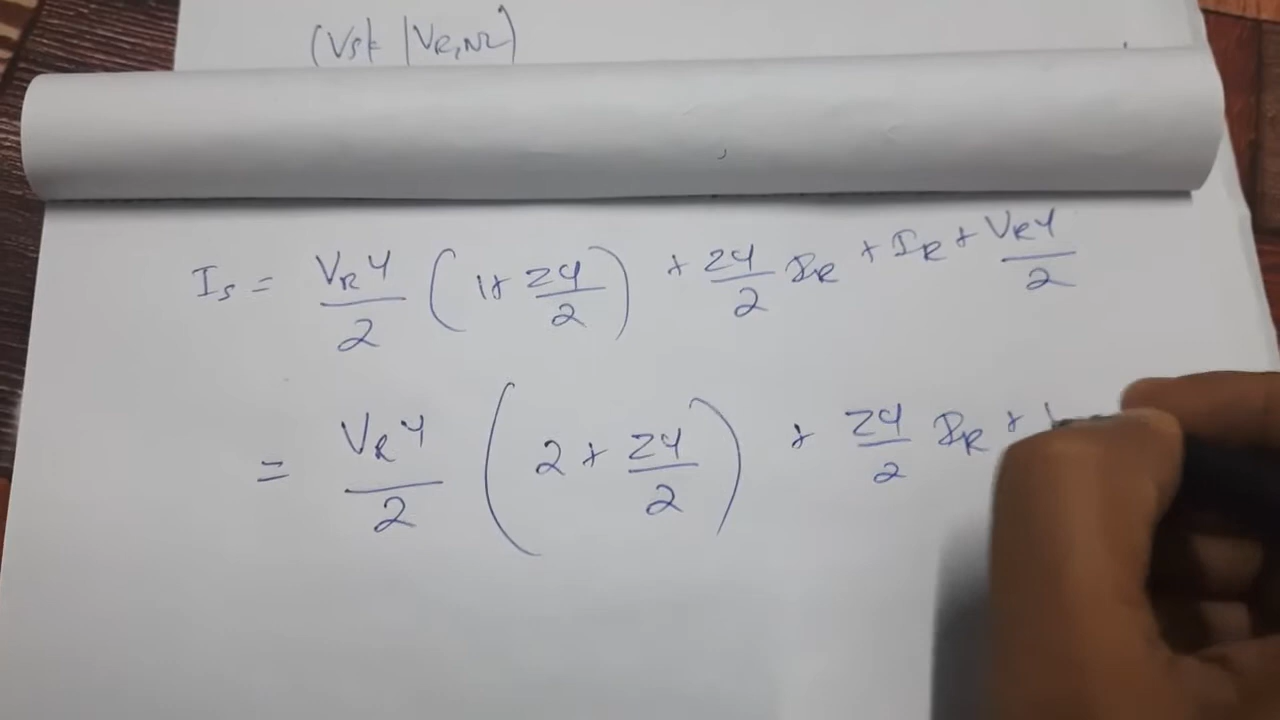 (Vs| |VR,NL)
Is = VRY/2 (1+ ZY/2) + ZY/2 IR + IR + VRY/2
= VRY/2 (2 + ZY/2) + ZY/2 IR +